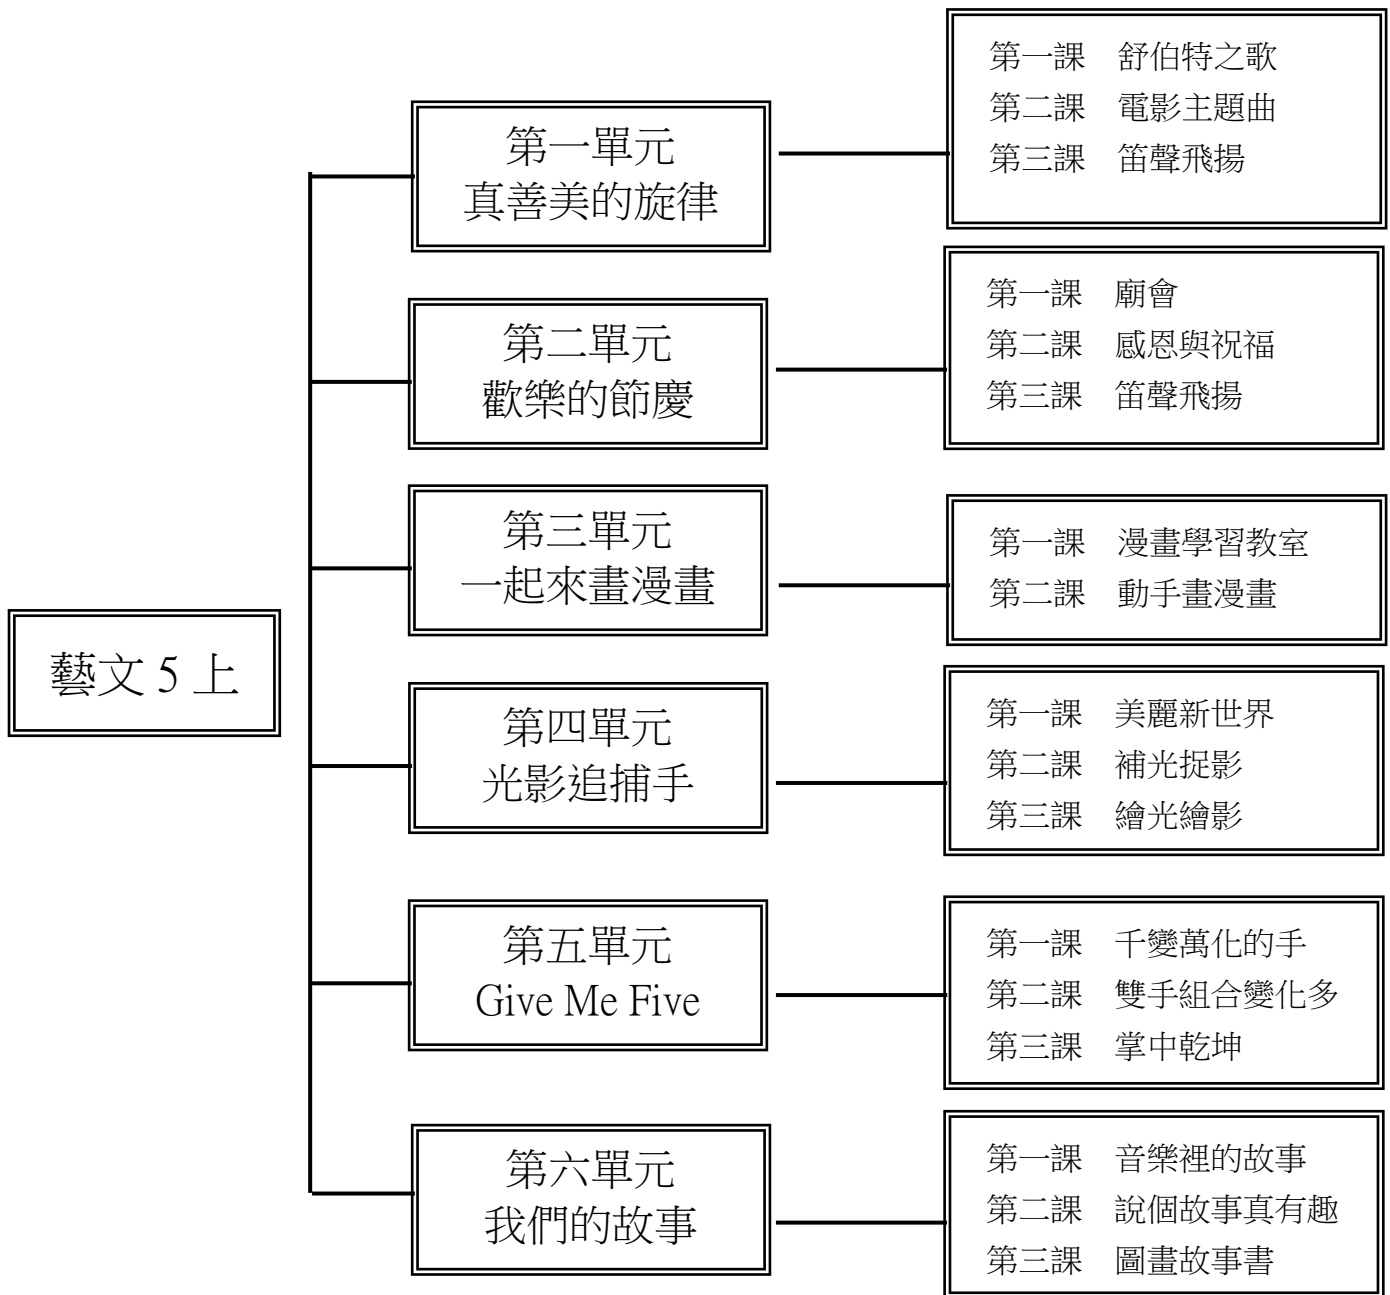 藝文 5 上
第一單元
真善美的旋律
第一課 舒伯特之歌
第二課 電影主題曲
第三課 笛聲飛揚
第二單元
歡樂的節慶
第一課 廟會
第二課 感恩與祝福
第三課 笛聲飛揚
第三單元
一起來畫漫畫
第一課 漫畫學習教室
第二課 動手畫漫畫
第四單元
光影追捕手
第一課 美麗新世界
第二課 補光捉影
第三課 繪光繪影
第五單元
Give Me Five
第一課 千變萬化的手
第二課 雙手組合變化多
第三課 掌中乾坤
第六單元
我們的故事
第一課 音樂裡的故事
第二課 說個故事真有趣
第三課 圖畫故事書